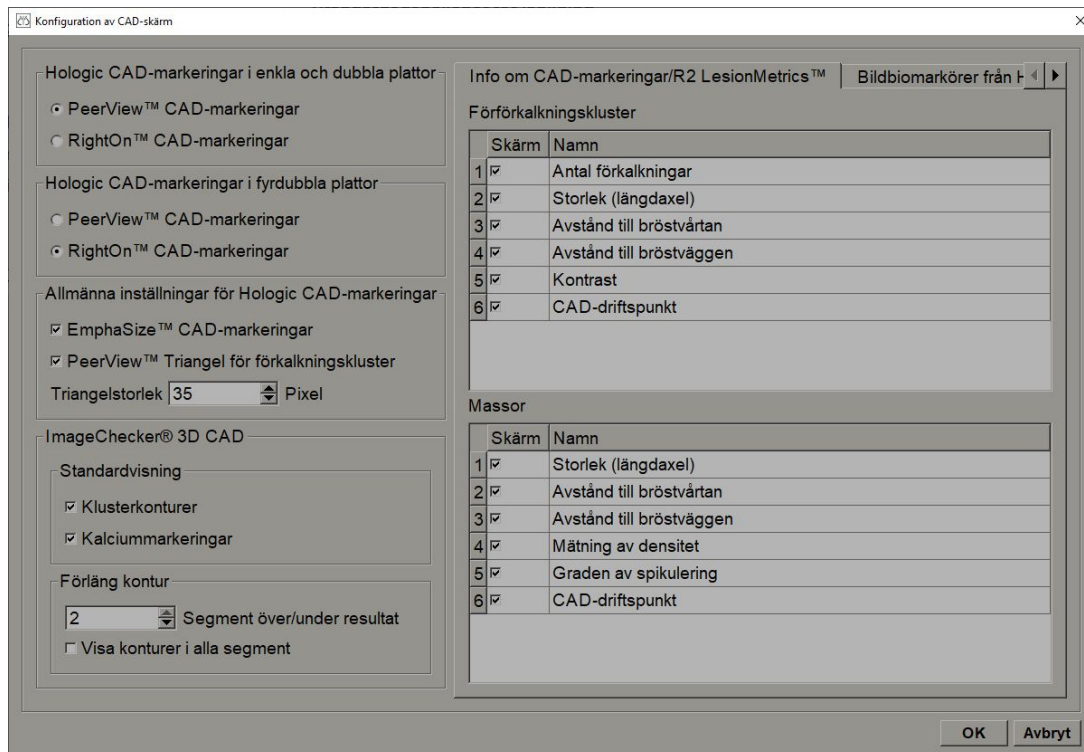 Konfiguration av CAD-skärm
Hologic CAD-markeringar i enkla och dubbla plattor
PeerView™ CAD-markeringar
RightOn™ CAD-markeringar
Hologic CAD-markeringar i fyrdubbla plattor
PeerView™ CAD-markeringar
RightOn™ CAD-markeringar
Allmänna inställningar för Hologic CAD-markeringar
EmphaSize™ CAD-markeringar
PeerView™ Triangel för förkalkningskluster
Triangelstorlek 35 Pixel
ImageChecker® 3D CAD
Standardvisning
Klusterkonturer
Kalciummarkeringar
Förläng kontur
2 Segment över/under resultat
Visa konturer i alla segment
Info om CAD-markeringar/R2 LesionMetrics™
Bildbiomarkörer från
Förförkalkningskluster
Skärm Namn
1 Antal förkalkningar
2 Storlek (längdaxel)
3 Avstånd till bröstvårtan
4 Avstånd till bröstväggen
5 Kontrast
6 CAD-driftspunkt
Massor
Skärm Namn
1 Storlek (längdaxel)
2 Avstånd till bröstvårtan
3 Avstånd till bröstväggen
4 Mätning av densitet
5 Graden av spikulering
6 CAD-driftspunkt
OK Avbryt